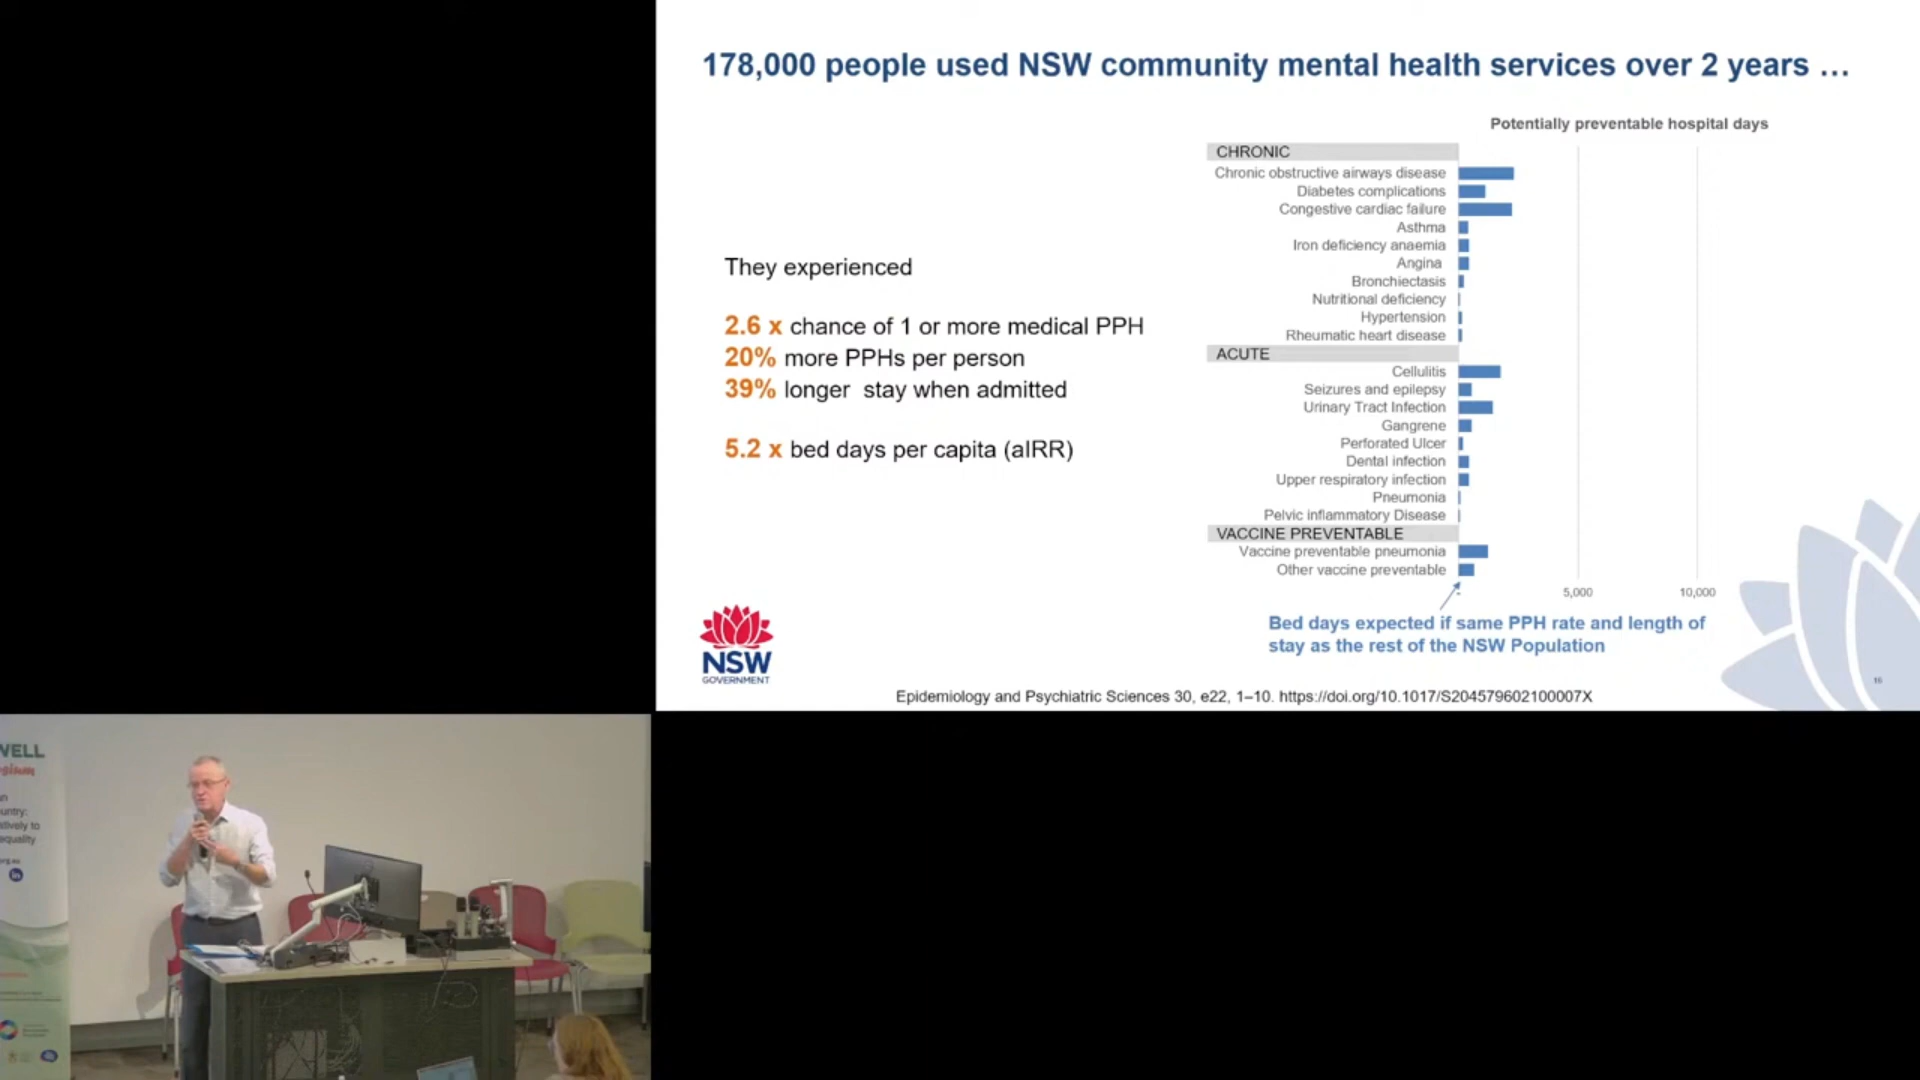 178,000 people used NSW community mental health services over 2 years …
They experienced
2.6 x chance of 1 or more medical PPH
20% more PPHs per person
39% longer stay when admitted
5.2 x bed days per capita (aIRR)
Potentially preventable hospital days
CHRONIC
Chronic obstructive airways disease
Diabetes complications
Congestive cardiac failure
Asthma
Iron deficiency anaemia
Angina
Bronchiectasis
Nutritional deficiency
Hypertension
Rheumatic heart disease
ACUTE
Cellulitis
Seizures and epilepsy
Urinary Tract Infection
Gangrene
Perforated Ulcer
Dental infection
Upper respiratory infection
Pneumonia
Pelvic inflammatory Disease
VACCINE PREVENTABLE
Vaccine preventable pneumonia
Other vaccine preventable
- 5,000 10,000
Bed days expected if same PPH rate and length of
stay as the rest of the NSW Population
NSW
GOVERNMENT
Epidemiology and Psychiatric Sciences 30, e22, 1–10. https://doi.org/10.1017/S204579602100007X
WELL
in